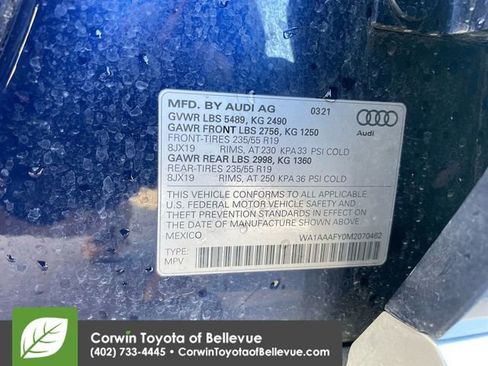 MFD. BY AUDI AG 03.21
GVWR LBS 5489, KG 2490
GAWR FRONT LBS 2756, KG 1250
FRONT-TIRES 235/55 R19
8JX19 RIMS, AT 230 KPA 33 PSI COLD
GAWR REAR LBS 2998, KG 1360
REAR-TIRES 235/55 R19
8JX19 RIMS, AT 250 KPA 36 PSI COLD
Audi
THIS VEHICLE CONFORMS TO ALL APPLICABLE
U.S. FEDERAL MOTOR VEHICLE SAFETY AND
THEFT PREVENTION STANDARDS IN EFFECT ON
THE DATE OF MANUFACTURE SHOWN ABOVE.
MEXICO WA1AAAFY0M2070462
TYPE:
MPV
Corwin Toyota of Bellevue
(402) 733-4445 • CorwinToyotaofBellevue.com